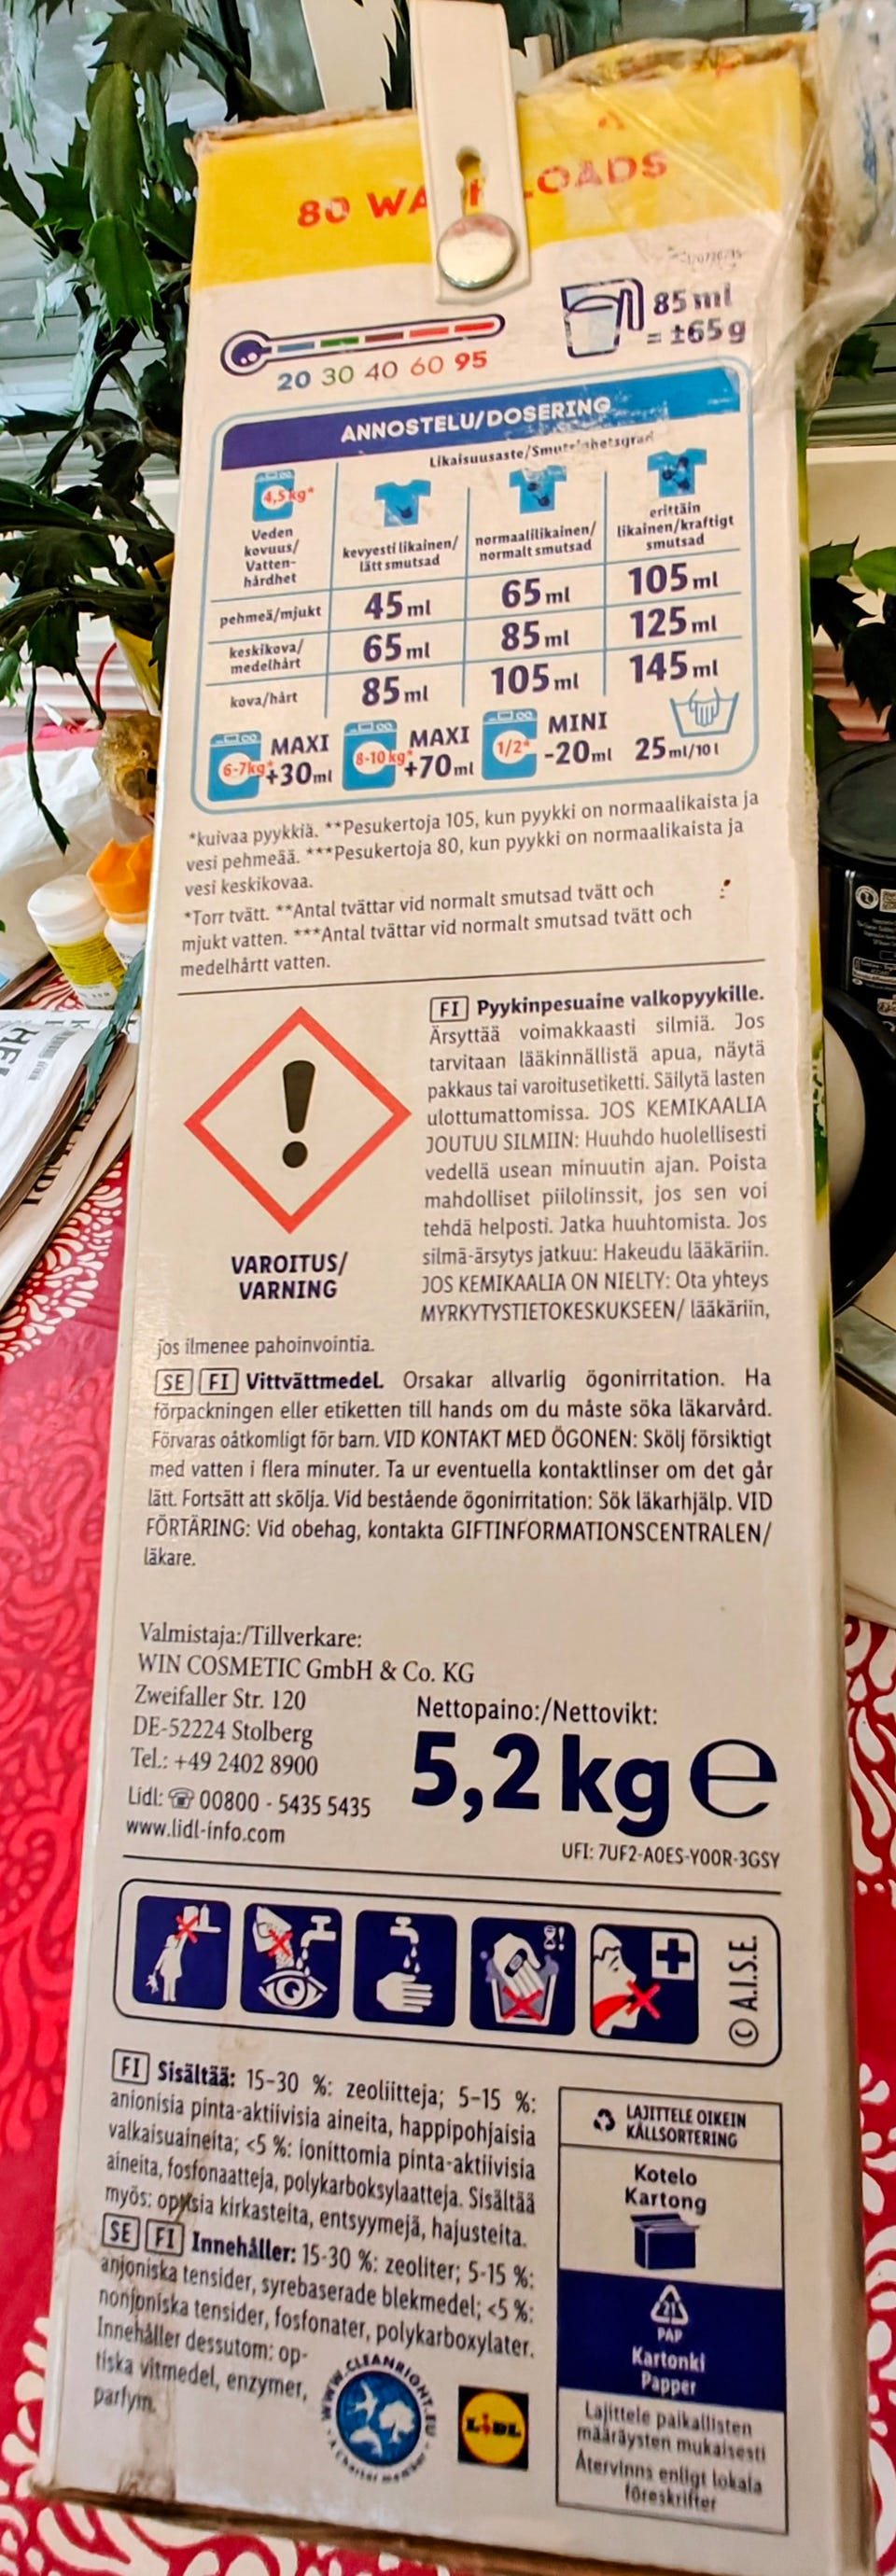 80 WA H LOADS
85 ml
= ±65 g
20 30 40 60 95
ANNOSTELU/DOSERING
Likaisuusaste/Smutsighetsgrad
4,5 kg*
Veden
kovuus/
Vatten-
hårdhet
kevyesti likainen/
lätt smutsad
normaalilikainen/
normalt smutsad
erittäin
likainen/kraftigt
smutsad
pehmeä/mjukt 45 ml 65 ml 105 ml
keskikova/
medelhårt
65 ml 85 ml 125 ml
kova/hårt 85 ml 105 ml 145 ml
6-7kg* MAXI
+30ml
8-10 kg* MAXI
+70ml
1/2* MINI
-20ml
25 ml/10 l
*kuivaa pyykkiä. **Pesukertoja 105, kun pyykki on normaalikaista ja
vesi pehmeää. ***Pesukertoja 80, kun pyykki on normaalikaista ja
vesi keskikovaa.
*Torr tvätt. **Antal tvättar vid normalt smutsad tvätt och
mjukt vatten. ***Antal tvättar vid normalt smutsad tvätt och
medelhårtt vatten.
VAROITUS/
VARNING
FI Pyykinpesuaine valkopyykille.
Ärsyttää voimakkaasti silmiä. Jos
tarvitaan lääkinnällistä apua, näytä
pakkaus tai varoitusetiketti. Säilytä lasten
ulottumattomissa. JOS KEMIKAALIA
JOUTUU SILMIIN: Huuhdo huolellisesti
vedellä usean minuutin ajan. Poista
mahdolliset piilolinssit, jos sen voi
tehdä helposti. Jatka huuhtomista. Jos
silmä-ärsytys jatkuu: Hakeudu lääkäriin.
JOS KEMIKAALIA ON NIELTY: Ota yhteys
MYRKYTYSTIETOKESKUKSEEN/ lääkäriin,
jos ilmenee pahoinvointia.
SE FI Vittvättmedel. Orsakar allvarlig ögonirritation. Ha
förpackningen eller etiketten till hands om du måste söka läkarvård.
Förvaras oåtkomligt för barn. VID KONTAKT MED ÖGONEN: Skölj försiktigt
med vatten i flera minuter. Ta ur eventuella kontaktlinser om det går
lätt. Fortsätt att skölja. Vid bestående ögonirritation: Sök läkarhjälp. VID
FÖRTÄRING: Vid obehag, kontakta GIFTINFORMATIONSCENTRALEN/
läkare.
Valmistaja:/Tillverkare:
WIN COSMETIC GmbH & Co. KG
Zweifaller Str. 120
DE-52224 Stolberg
Tel.: +49 2402 8900
Lidl: ☏ 00800 - 5435 5435
www.lidl-info.com
Nettopaino:/Nettovikt:
5,2 kg ℮
UFI: 7UF2-A0ES-Y00R-3GSY
© A.I.S.E.
FI Sisältää: 15-30 %: zeoliitteja; 5-15 %:
anionisia pinta-aktiivisia aineita, happipohjaisia
valkaisuaineita; <5 %: ionittomia pinta-aktiivisia
aineita, fosfonaatteja, polykarboksylaatteja. Sisältää
myös: optisia kirkasteita, entsyymejä, hajusteita.
SE FI Innehåller: 15-30 %: zeoliter; 5-15 %:
anjoniska tensider, syrebaserade blekmedel; <5 %:
nonjoniska tensider, fosfonater, polykarboxylater.
Innehåller dessutom: op-
tiska vitmedel, enzymer,
parfym.
WWW.CLEANRIGHT.EU
A Charter member
LIDL
LAJITTELE OIKEIN
KÄLLSORTERING
Kotelo
Kartong
21
PAP
Kartonki
Papper
Lajittele paikallisten
määräysten mukaisesti
Återvinns enligt lokala
föreskrifter